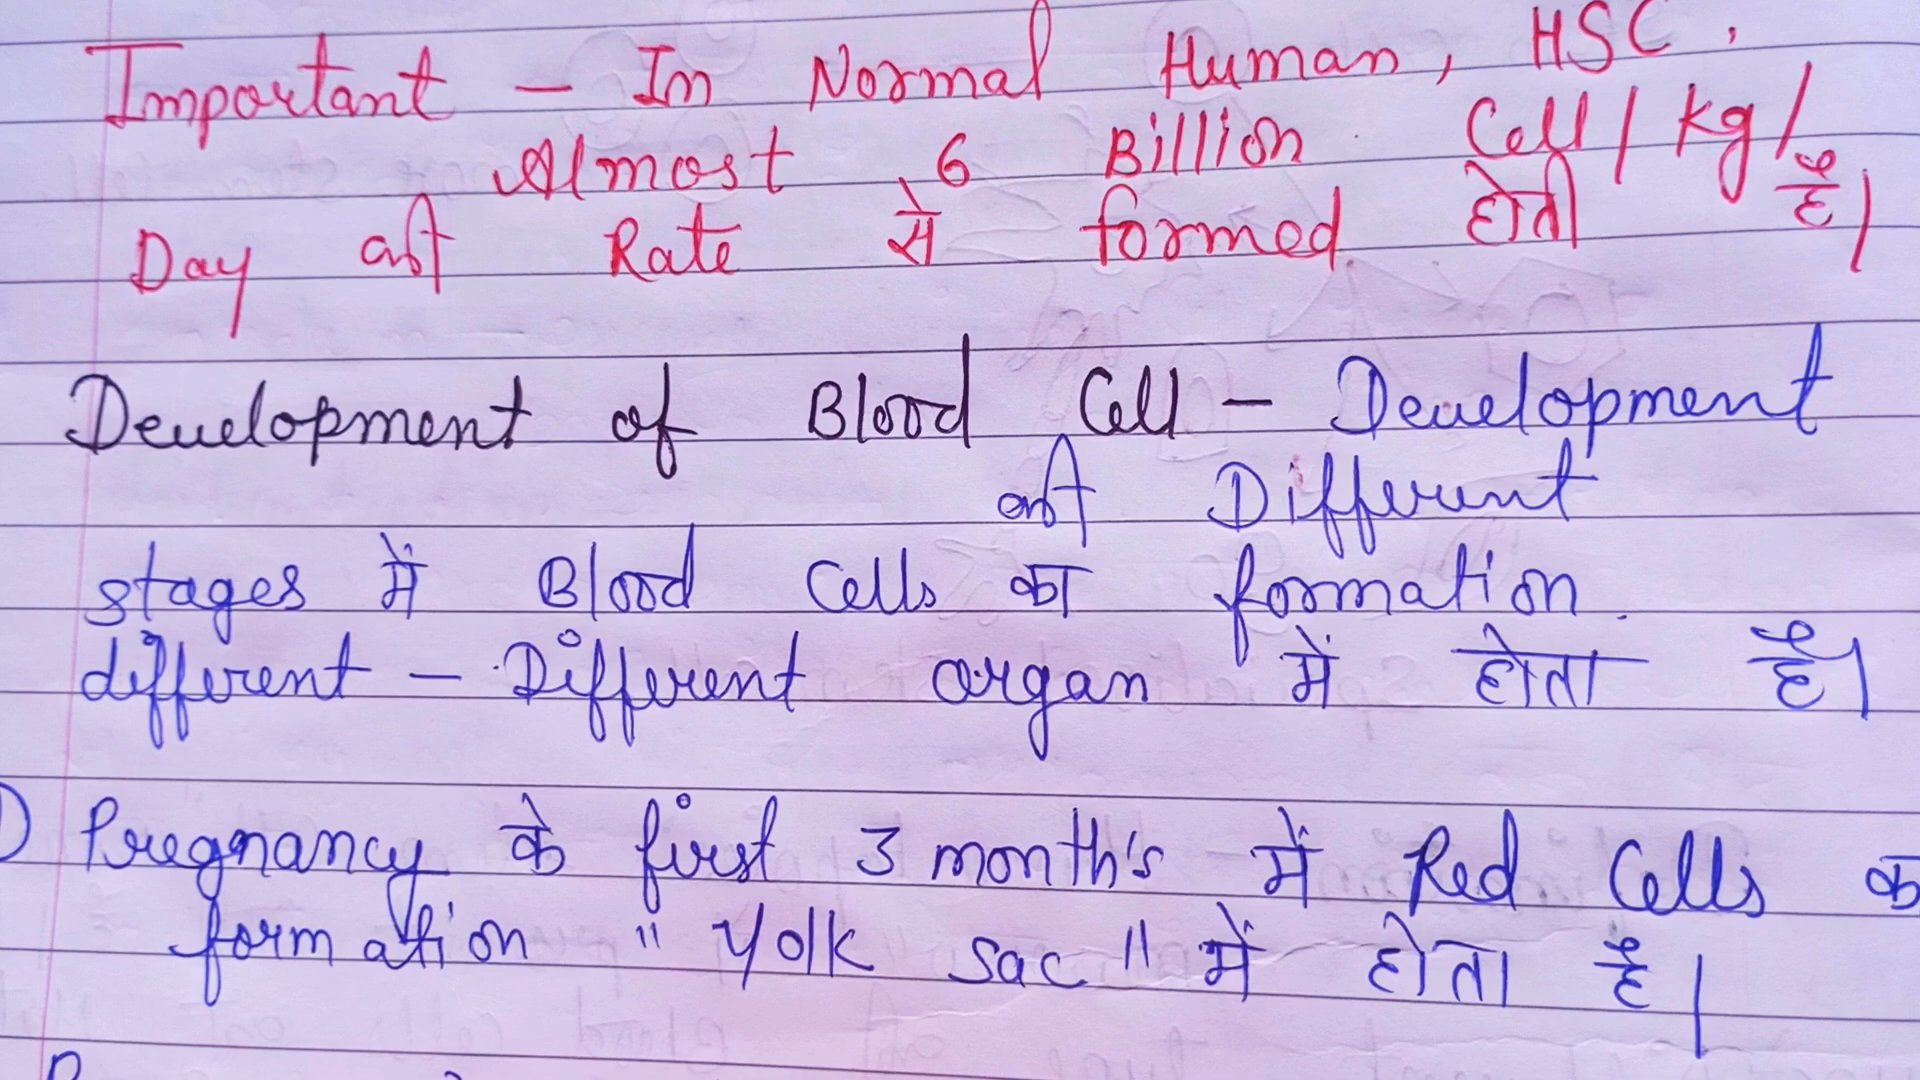 Important – In Normal Human, HSC.
Almost 6 Billion Cell / kg /
Day की Rate से formed होती है।
Development of Blood Cell – Development
की Different
stages में Blood Cells का formation
different – Different organ में होता है।
Pregnancy के first 3 month's में Red Cells क
formation " Yolk sac " में होता है।